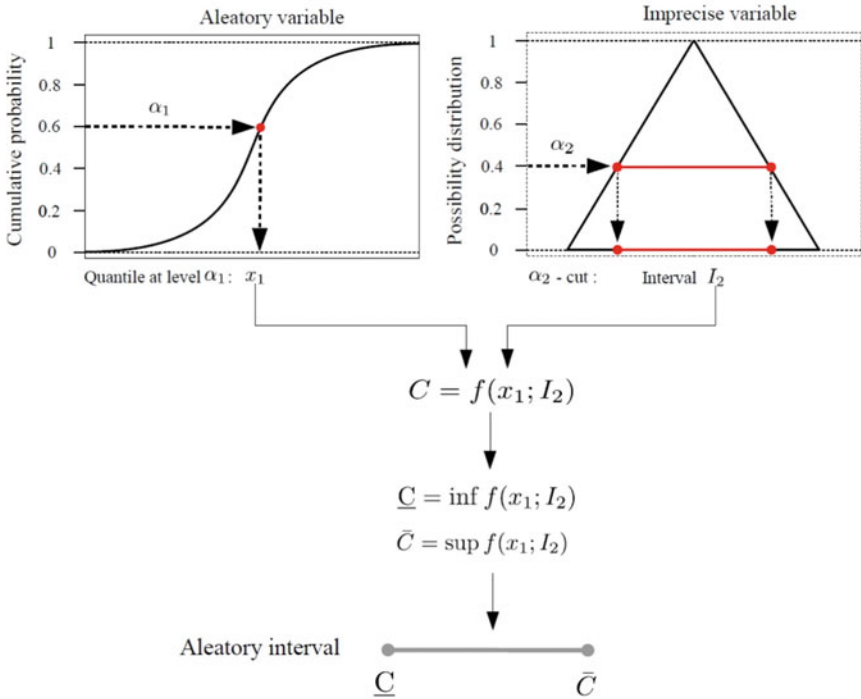 Aleatory variable
Cumulative probability
1
0.8
0.6
0.4
0.2
0
α₁
Quantile at level α₁: x₁
Imprecise variable
Possibility distribution
1
0.8
0.6
0.4
0.2
0
α₂
α₂ - cut : Interval I₂
C = f(x₁; I₂)
C̲ = inf f(x₁; I₂)
C̄ = sup f(x₁; I₂)
Aleatory interval
C̲ C̄